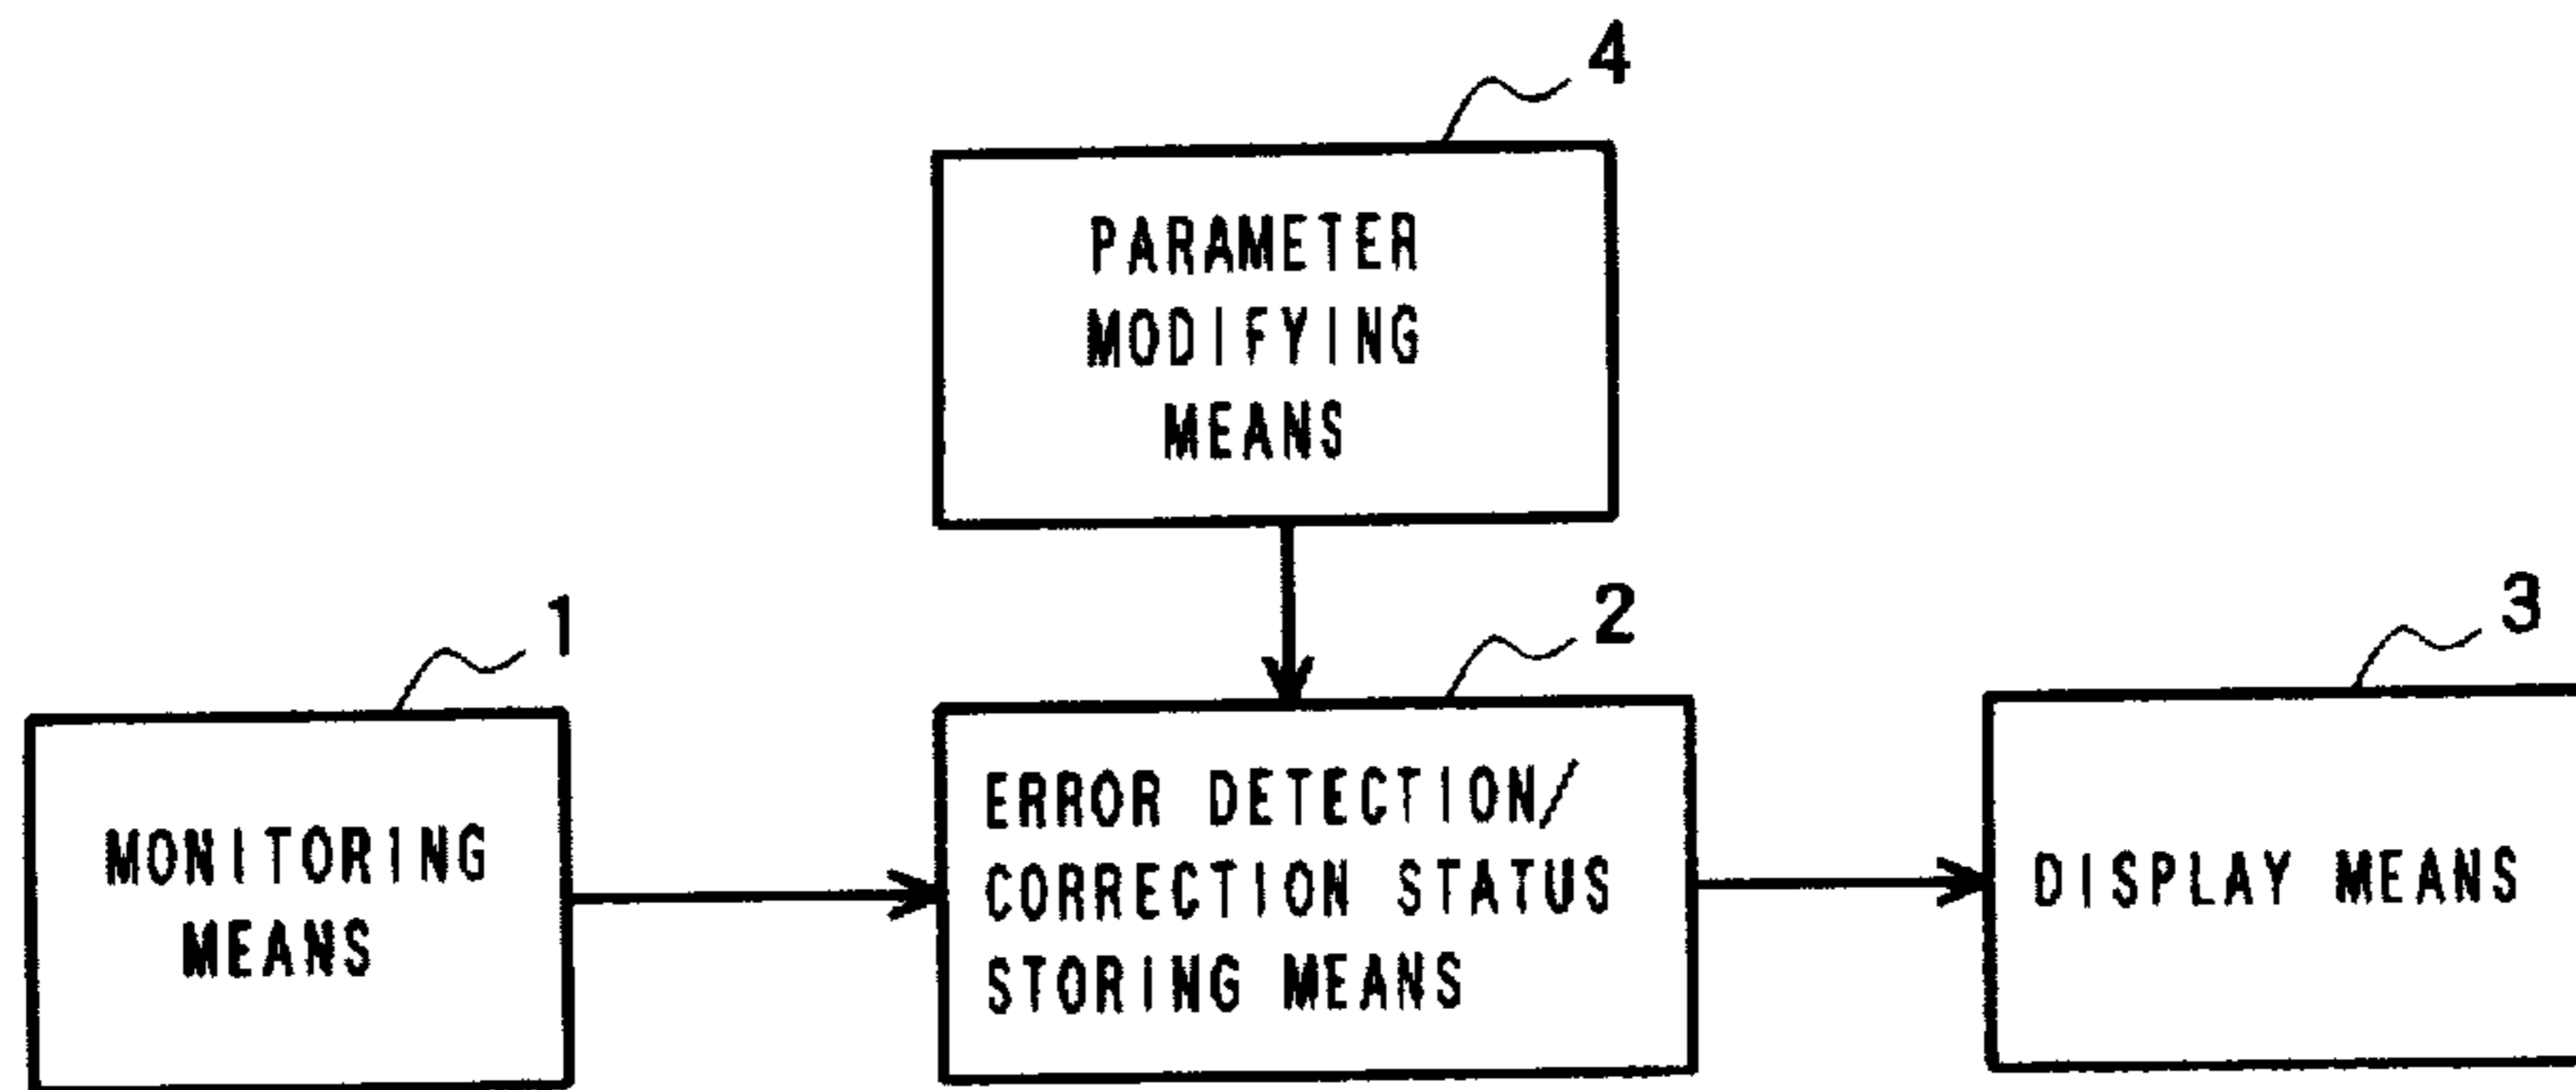 4
PARAMETER
MODIFYING
MEANS
1
MONITORING
MEANS
2
ERROR DETECTION/
CORRECTION STATUS
STORING MEANS
3
DISPLAY MEANS